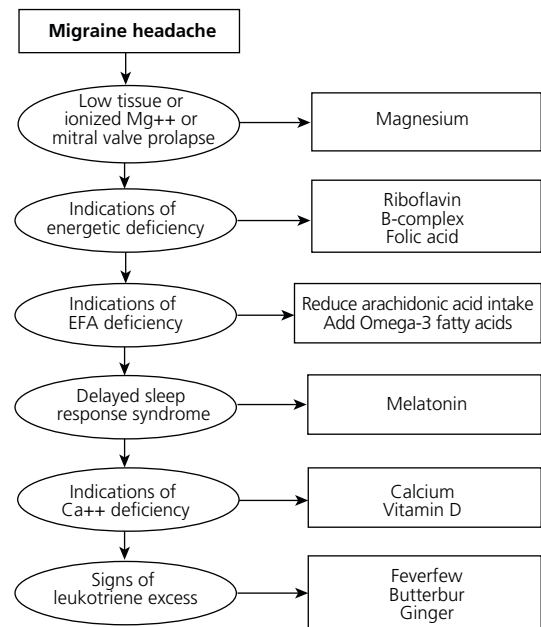 Migraine headache
Low tissue or
ionized Mg++ or
mitral valve prolapse
Magnesium
Indications of
energetic deficiency
Riboflavin
B-complex
Folic acid
Indications of
EFA deficiency
Reduce arachidonic acid intake
Add Omega-3 fatty acids
Delayed sleep
response syndrome
Melatonin
Indications of
Ca++ deficiency
Calcium
Vitamin D
Signs of
leukotriene excess
Feverfew
Butterbur
Ginger